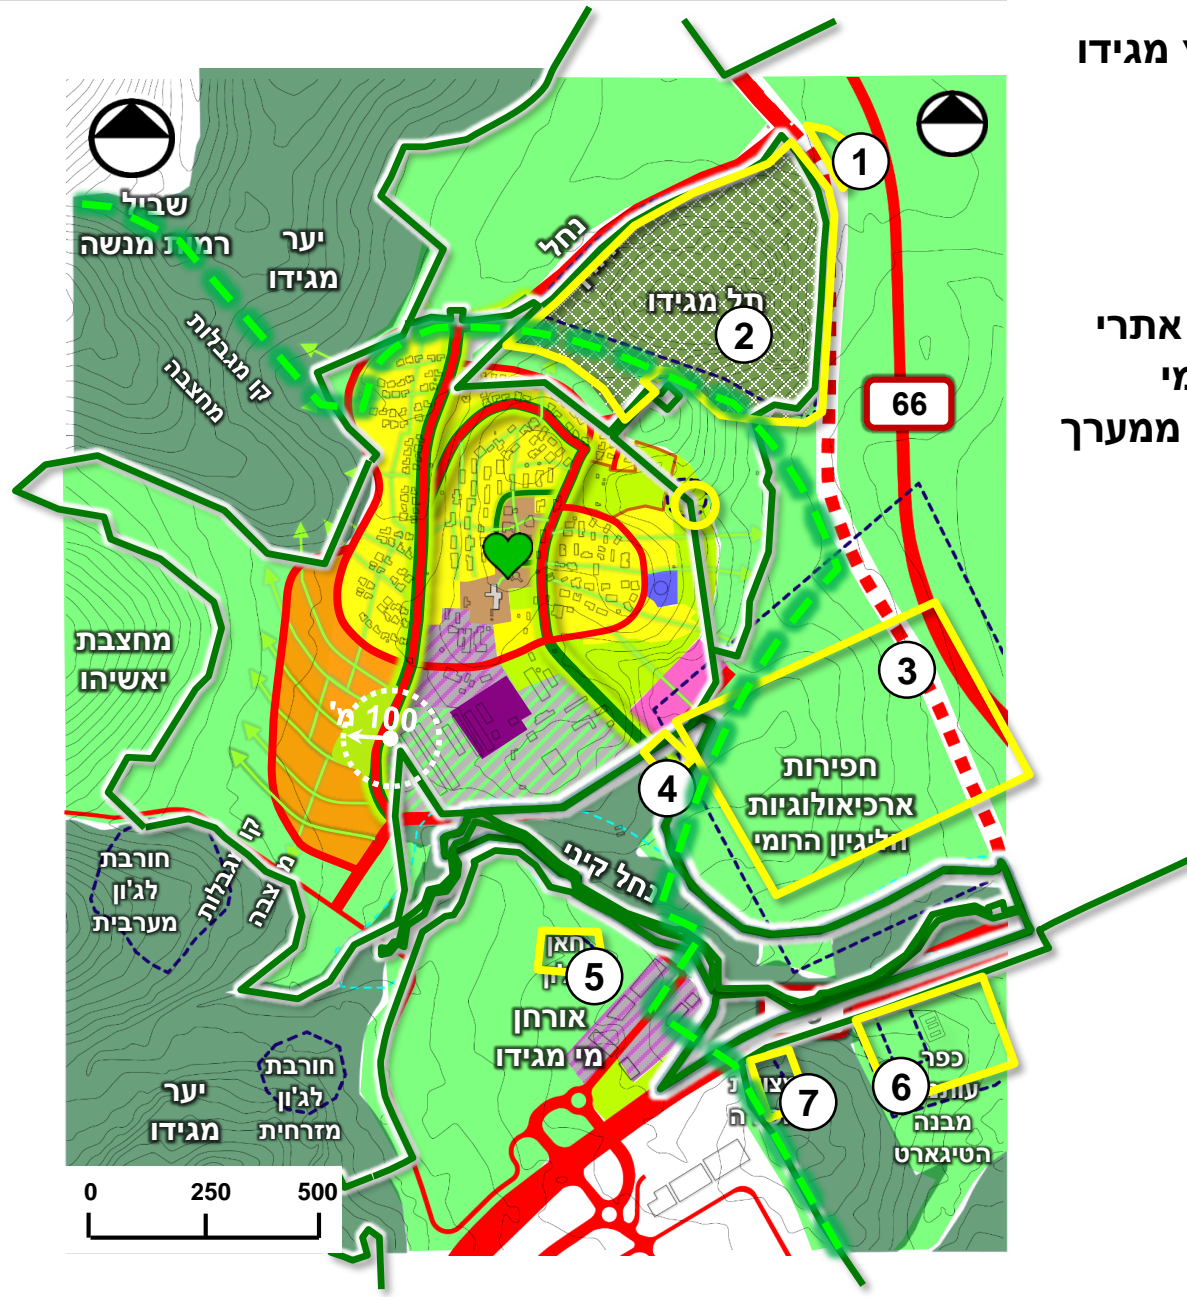 מגידו
1
שביל
רמות מנשה
יער
מגידו
נחל
תל מגידו
2
אתרי
ממערך
66
קו מגבלות
מחצבה
3
מחצבת
יאשיהו
100 מ'
4
חפירות
ארכיאולוגיות
הליגיון הרומי
קו מגבלות
מחצבה
חורבת
לג'ון
מערבית
נחל קיני
חאן
5
אורחן
מי מגידו
חורבת
לג'ון
מזרחית
יער
מגידו
6
כפר
מבנה
הטיגארט
7
0 250 500